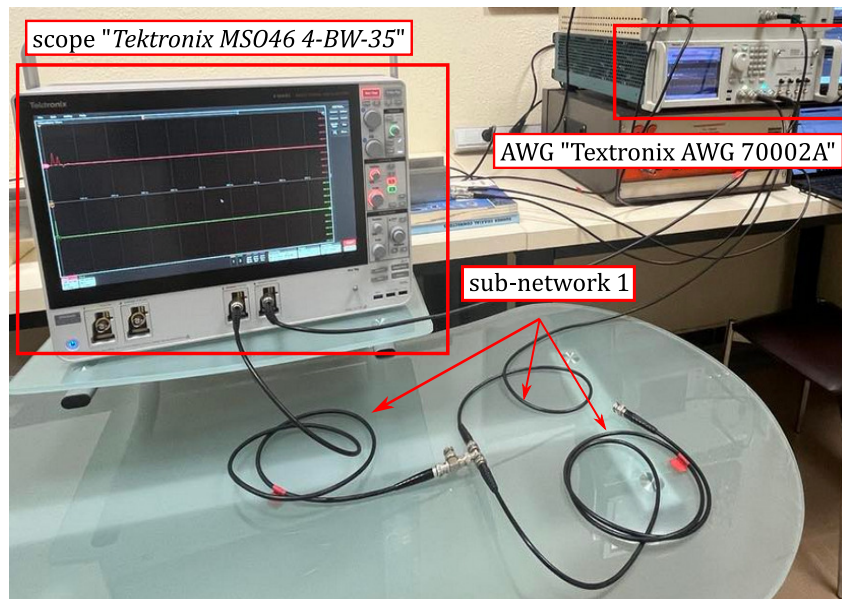 scope "Tektronix MSO46 4-BW-35"
Tektronix
AWG "Textronix AWG 70002A"
sub-network 1